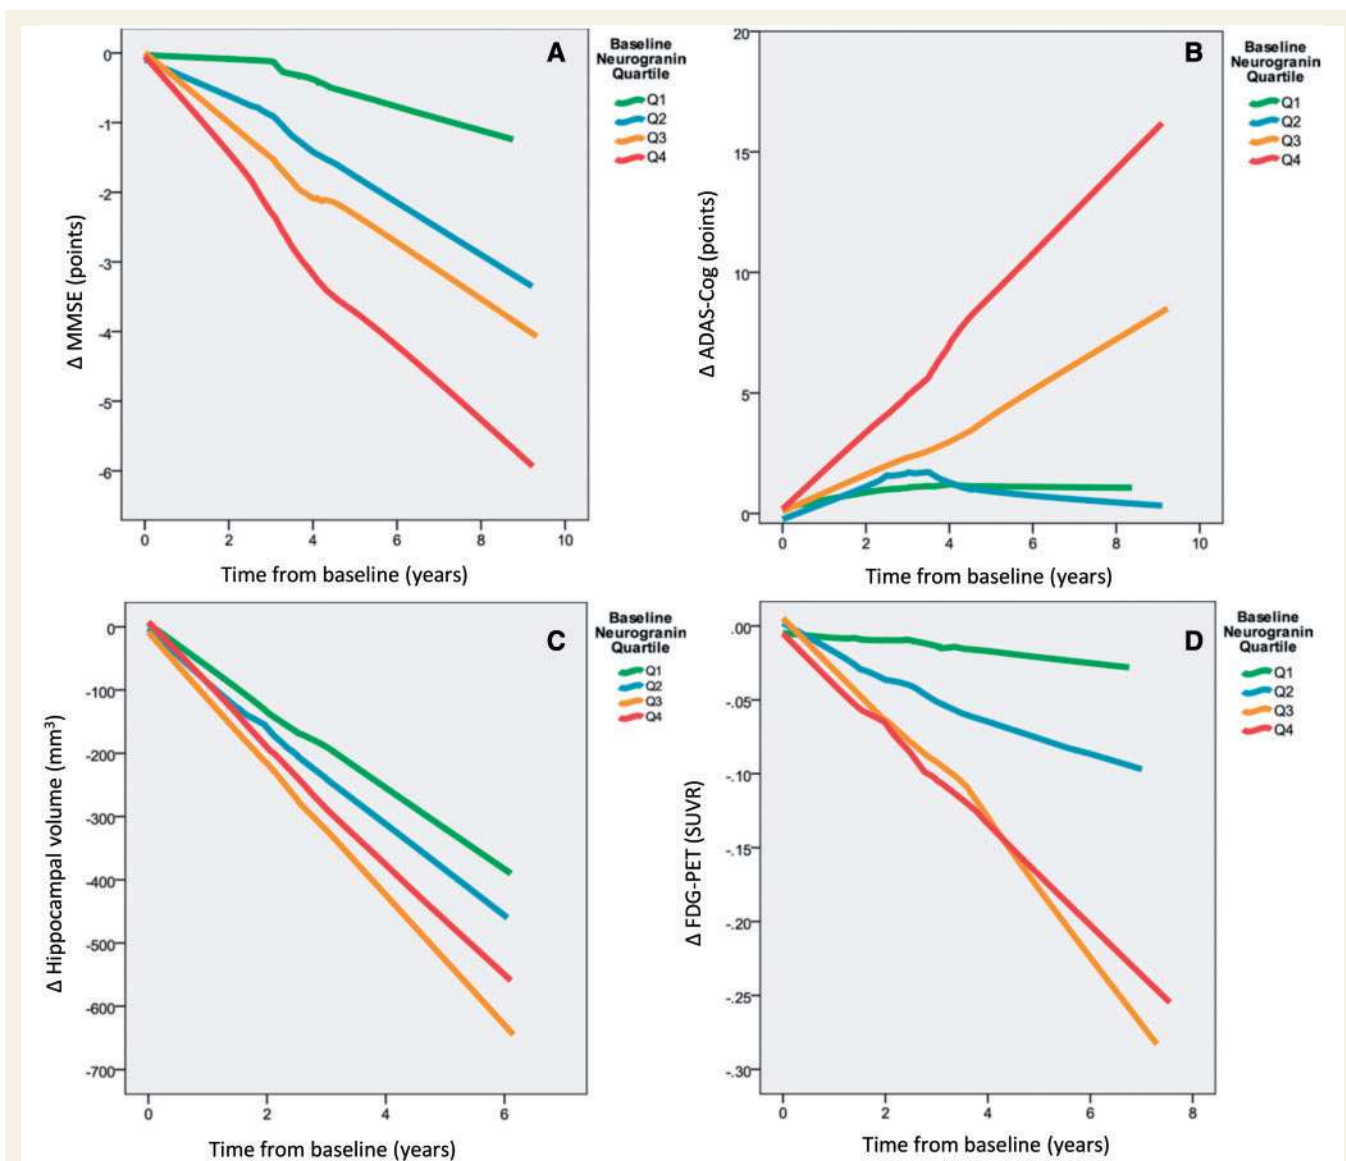 A
Baseline
Neurogranin
Quartile
Q1
Q2
Q3
Q4
Δ MMSE (points)
0
-1
-2
-3
-4
-5
-6
0 2 4 6 8 10
Time from baseline (years)
B
Baseline
Neurogranin
Quartile
Q1
Q2
Q3
Q4
Δ ADAS-Cog (points)
20
15
10
5
0
0 2 4 6 8 10
Time from baseline (years)
C
Baseline
Neurogranin
Quartile
Q1
Q2
Q3
Q4
Δ Hippocampal volume (mm³)
0
-100
-200
-300
-400
-500
-600
-700
0 2 4 6
Time from baseline (years)
D
Baseline
Neurogranin
Quartile
Q1
Q2
Q3
Q4
Δ FDG-PET (SUVR)
.00
-.05
-.10
-.15
-.20
-.25
-.30
0 2 4 6 8
Time from baseline (years)